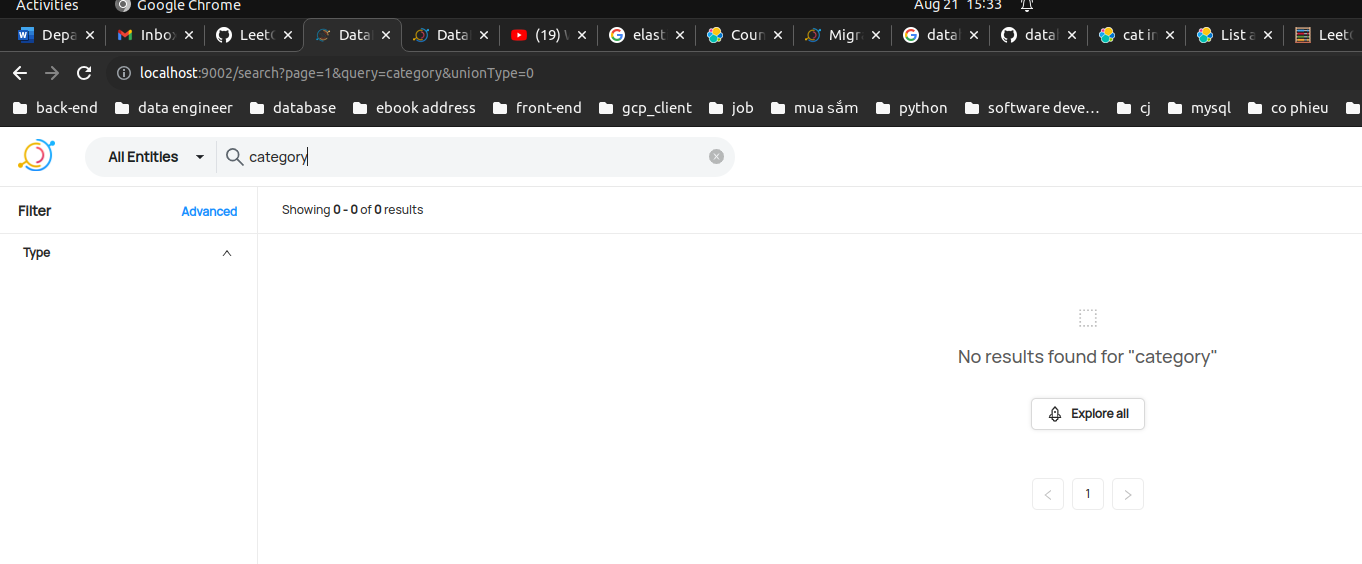 Activities Google Chrome Aug 21 15:33
Depa Inbox LeetC Datal Datal (19) W elast Coun Migra datal datal cat in List a LeetC
localhost:9002/search?page=1&query=category&unionType=0
back-end data engineer database ebook address front-end gcp_client job mua sắm python software deve... cj mysql co phieu
All Entities category
Filter Advanced Showing 0 - 0 of 0 results
Type
No results found for "category"
Explore all
< 1 >